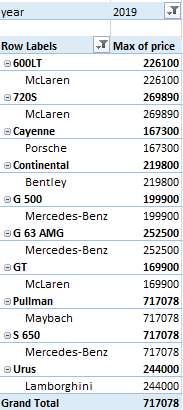 year 2019
Row Labels Max of price
600LT 226100
McLaren 226100
720S 269890
McLaren 269890
Cayenne 167300
Porsche 167300
Continental 219800
Bentley 219800
G 500 199900
Mercedes-Benz 199900
G 63 AMG 252500
Mercedes-Benz 252500
GT 169900
McLaren 169900
Pullman 717078
Maybach 717078
S 650 717078
Mercedes-Benz 717078
Urus 244000
Lamborghini 244000
Grand Total 717078